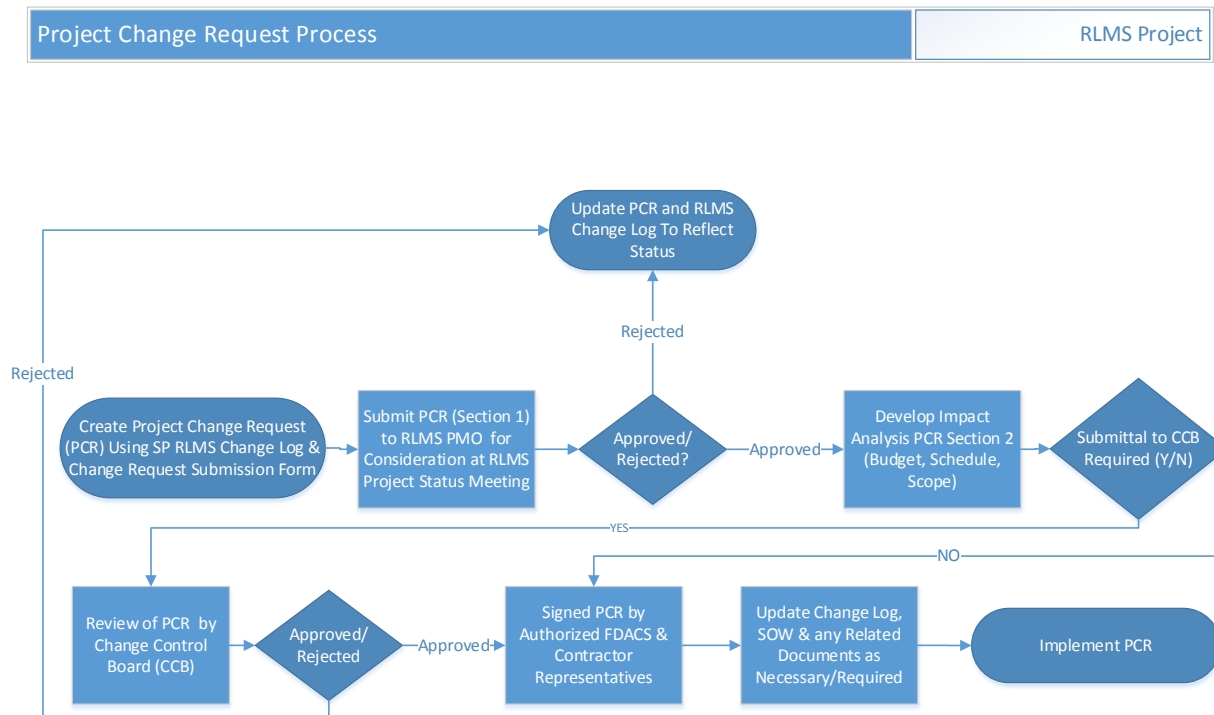 Project Change Request Process
RLMS Project
Update PCR and RLMS
Change Log To Reflect
Status
Rejected
Rejected
Create Project Change Request
(PCR) Using SP RLMS Change Log &
Change Request Submission Form
Submit PCR (Section 1)
to RLMS PMO for
Consideration at RLMS
Project Status Meeting
Approved/
Rejected?
Approved
Develop Impact
Analysis PCR Section 2
(Budget, Schedule,
Scope)
Submittal to CCB
Required (Y/N)
YES
NO
Review of PCR by
Change Control
Board (CCB)
Approved/
Rejected
Approved
Signed PCR by
Authorized FDACS &
Contractor
Representatives
Update Change Log,
SOW & any Related
Documents as
Necessary/Required
Implement PCR